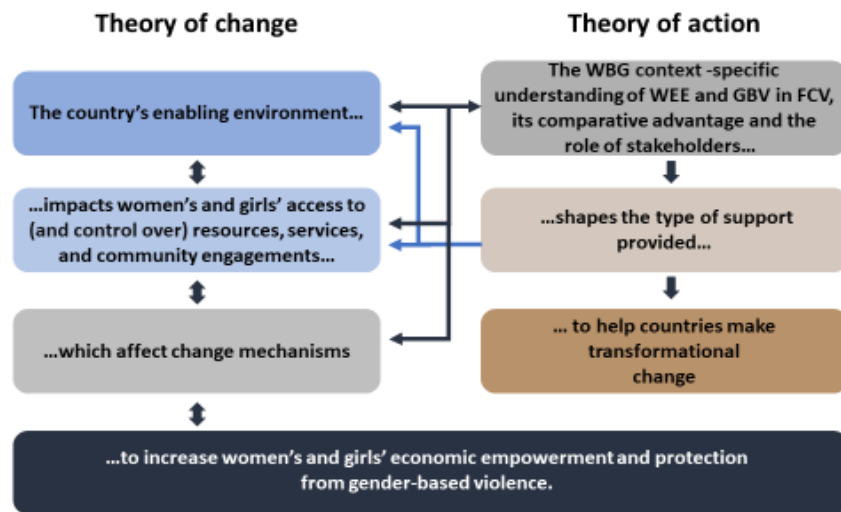 Theory of change
Theory of action
The country's enabling environment...
The WBG context -specific
understanding of WEE and GBV in FCV,
its comparative advantage and the
role of stakeholders...
...impacts women's and girls' access to
(and control over) resources, services,
and community engagements...
...shapes the type of support
provided...
...which affect change mechanisms
... to help countries make
transformational
change
...to increase women's and girls' economic empowerment and protection
from gender-based violence.